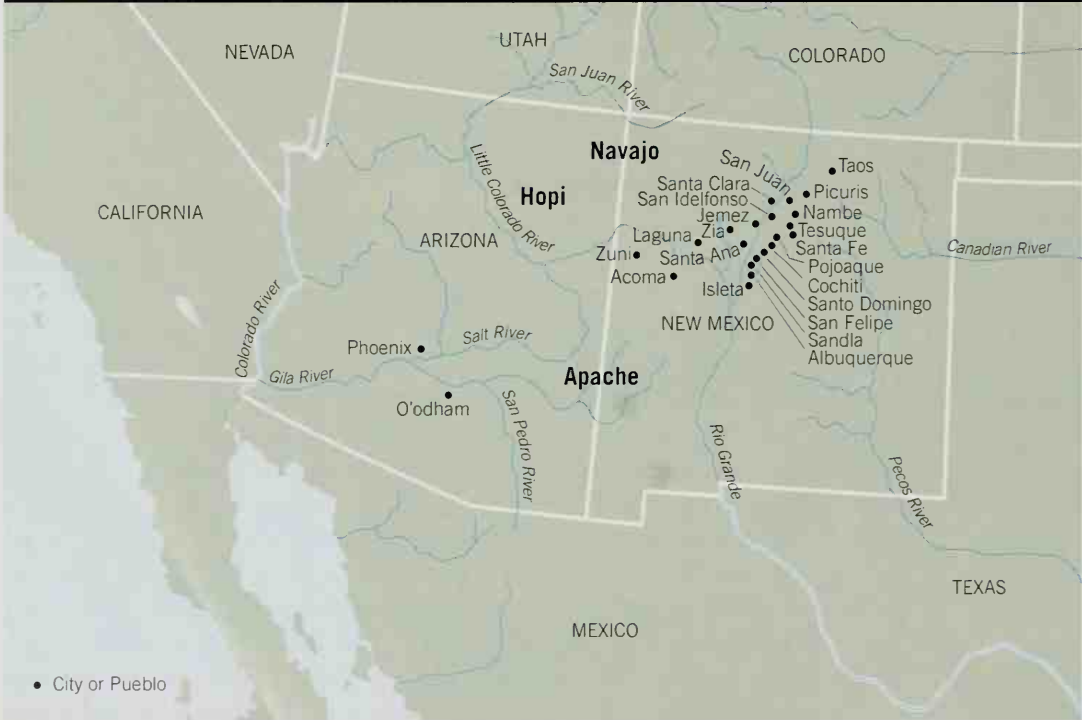 NEVADA
UTAH
COLORADO
San Juan River
Navajo
San Juan
Taos
Santa Clara
Picuris
Little Colorado River
Hopi
San Idelfonso
Nambe
CALIFORNIA
Jemez
Tesuque
ARIZONA
Laguna
Zia
Santa Fe
Canadian River
Zuni
Santa Ana
Pojoaque
Acoma
Cochiti
Isleta
Santo Domingo
Colorado River
NEW MEXICO
San Felipe
Sandla
Phoenix
Salt River
Albuquerque
Gila River
Apache
O'odham
San Pedro River
Rio Grande
Pecos River
TEXAS
MEXICO
• City or Pueblo